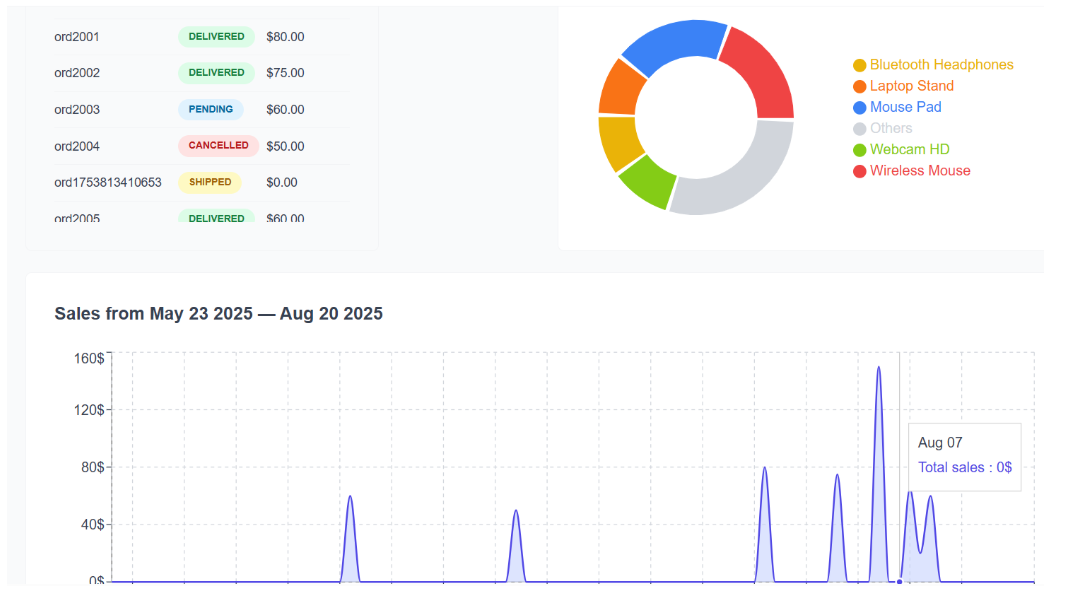 ord2001 DELIVERED $80.00
ord2002 DELIVERED $75.00
ord2003 PENDING $60.00
ord2004 CANCELLED $50.00
ord1753813410653 SHIPPED $0.00
ord2005 DELIVERED $60.00
Bluetooth Headphones
Laptop Stand
Mouse Pad
Others
Webcam HD
Wireless Mouse
Sales from May 23 2025 — Aug 20 2025
160$
120$
80$
40$
0$
Aug 07
Total sales : 0$